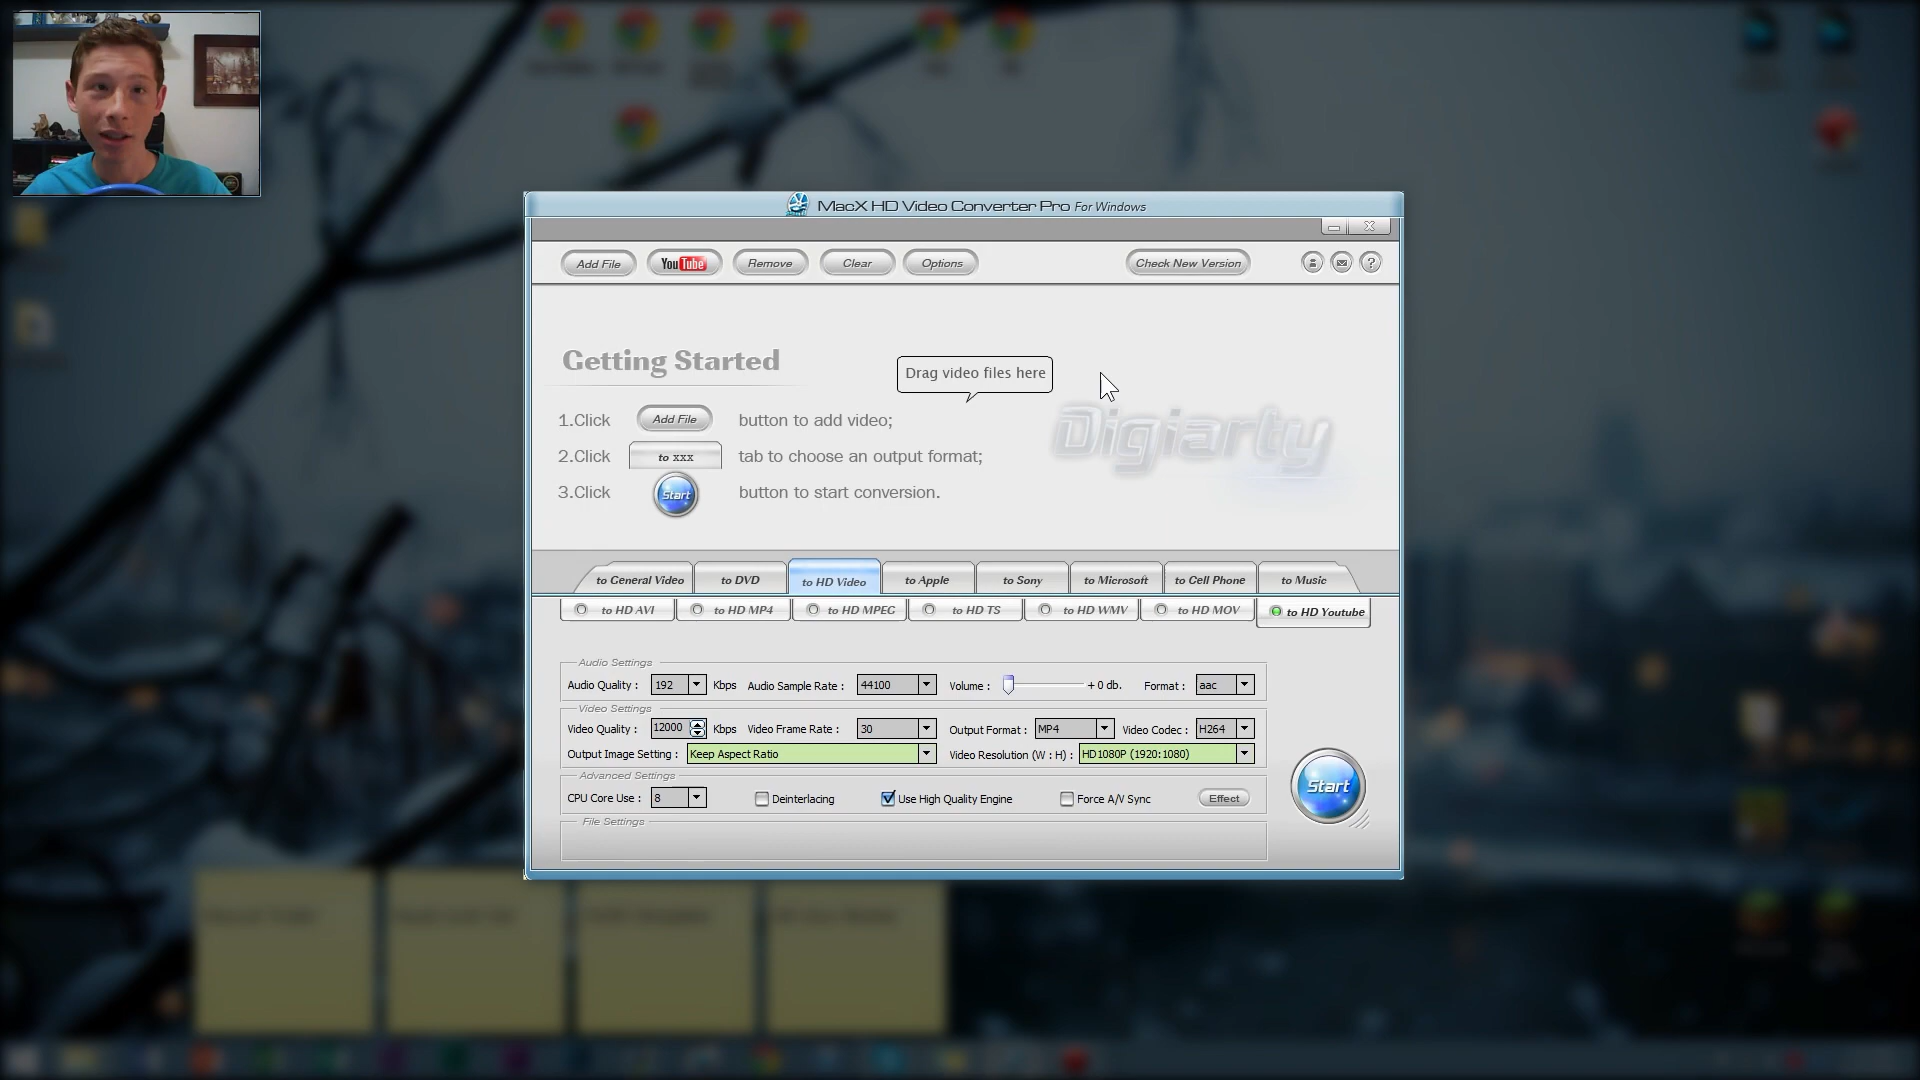 MacX HD Video Converter Pro For Windows
Add File YouTube Remove Clear Options Check New Version ?
Getting Started
Drag video files here
1.Click Add File button to add video;
2.Click to xxx tab to choose an output format;
3.Click Start button to start conversion.
Digiarty
to General Video to DVD to HD Video to Apple to Sony to Microsoft to Cell Phone to Music
to HD AVI to HD MP4 to HD MPEC to HD TS to HD WMV to HD MOV to HD Youtube
Audio Settings
Audio Quality : 192 Kbps Audio Sample Rate : 44100 Volume : + 0 db. Format : aac
Video Settings
Video Quality : 12000 Kbps Video Frame Rate : 30 Output Format : MP4 Video Codec : H264
Output Image Setting : Keep Aspect Ratio Video Resolution (W : H) : HD1080P (1920:1080)
Advanced Settings
CPU Core Use : 8 Deinterlacing Use High Quality Engine Force A/V Sync Effect
Start
File Settings